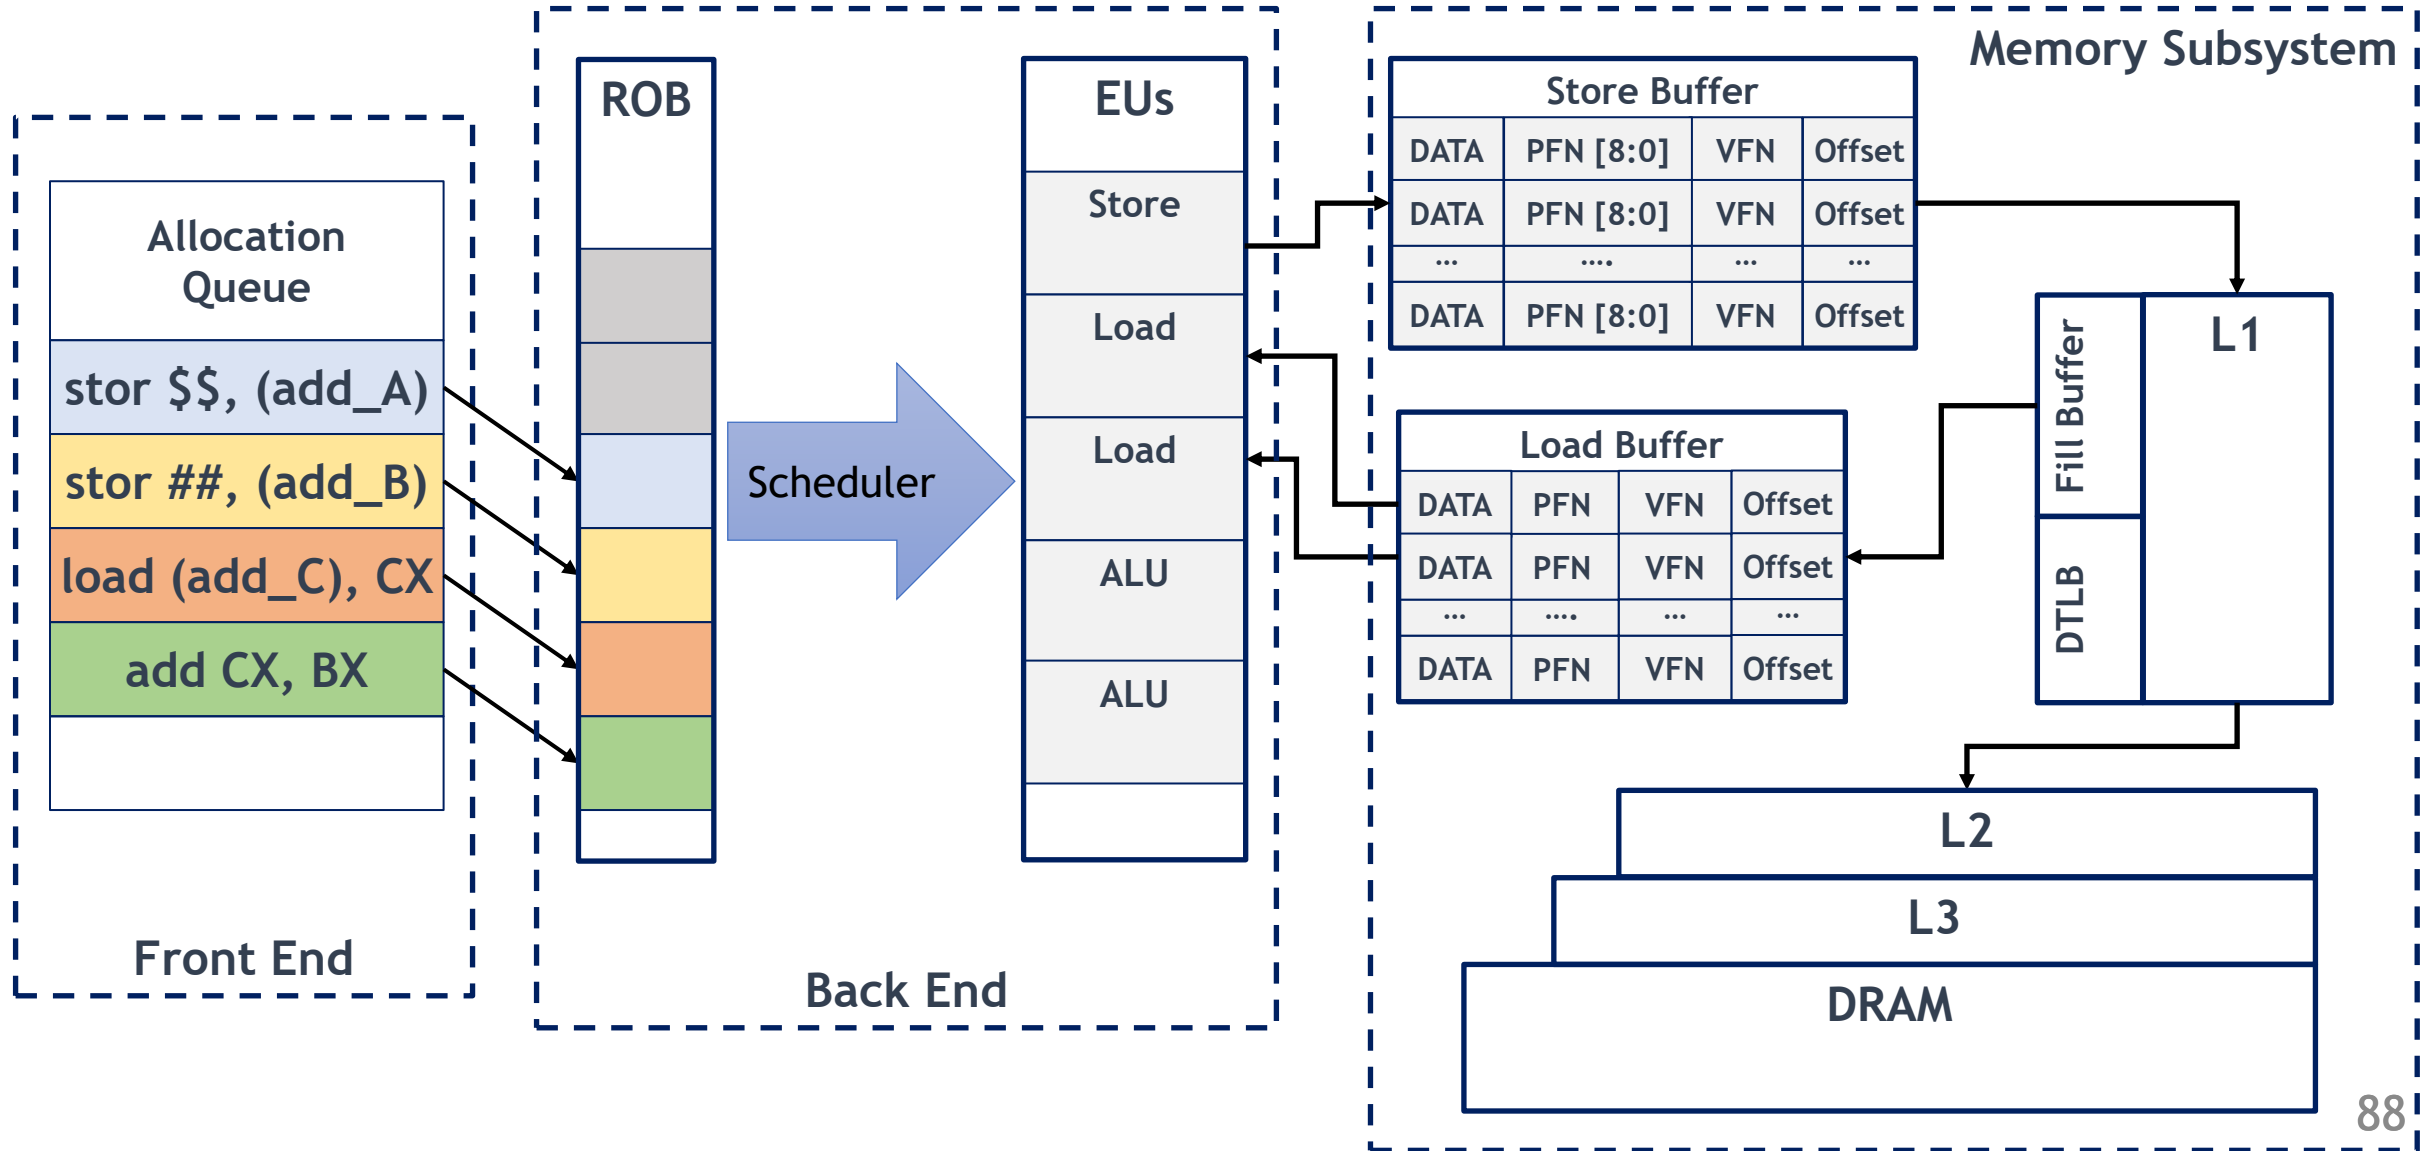 Allocation
Queue
stor $$, (add_A)
stor ##, (add_B)
load (add_C), CX
add CX, BX
Front End
ROB
Scheduler
EUs
Store
Load
Load
ALU
ALU
Back End
Memory Subsystem
Store Buffer
DATA PFN [8:0] VFN Offset
DATA PFN [8:0] VFN Offset
... .... ... ...
DATA PFN [8:0] VFN Offset
Load Buffer
DATA PFN VFN Offset
DATA PFN VFN Offset
... .... ... ...
DATA PFN VFN Offset
Fill Buffer
DTLB
L1
L2
L3
DRAM
88